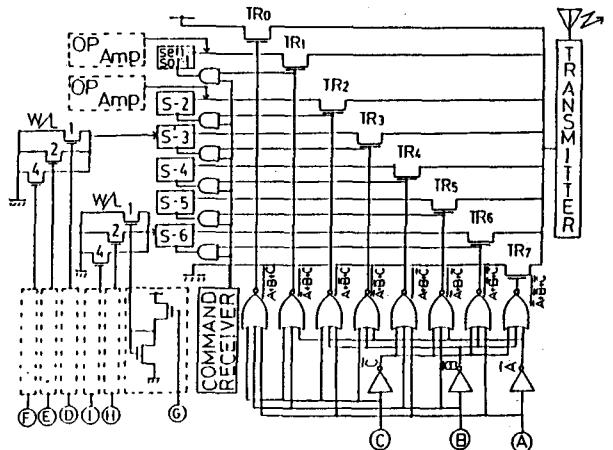 TR0
OP Amp
TR1
TR2
OP Amp
S-2
TR3
W/L
1
S-3
2
TR4
4
S-4
TR5
S-5
W/L
1
TR6
2
S-6
4
TR7
TRANSMITTER
COMMAND RECEIVER
A+B+C
C̄
B̄
Ā
F
E
D
I
H
G
C
B
A